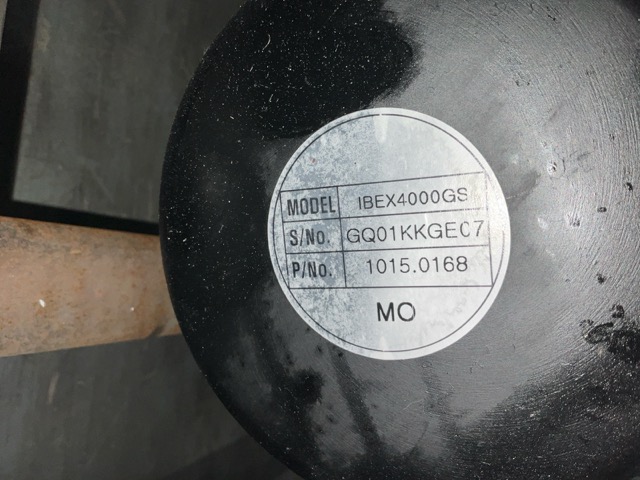 MODEL IBEX4000GS
S/No. GQ01KKGEC7
P/No. 1015.0168
MO